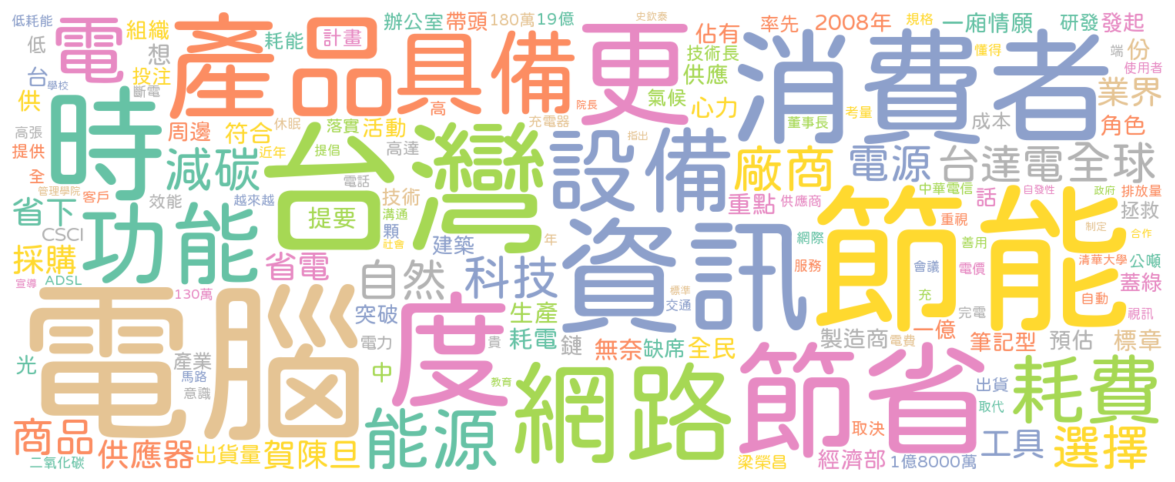 低耗能 電 組織 耗能 計畫 辦公室 帶頭 180萬 19億 史欽泰 佔有 率先 2008年 規格 一廂情願 研發 發起
低 想 產品 具備 更 技術長 供應 消費者 懂得 端 份 使用者
台 投注 學校 斷電 供 氣候 心力 業界
時 高 院長 充電器 考量 董事長 成本 角色
高張 提供 周邊 符合 休眠 落實 活動 指出
全 減碳 近年 提倡 高達 台灣 設備 廠商 電源 台達電 全球
管理學院 客戶 效能 越來越 電話 技術 重點 供應商 中華電信 話 自發性 政府 排放量
省下 功能 提要 溝通 顆 節能 重視 制定 拯救
CSCI 建築 社會 年 資訊 網際 善用 合作
採購 ADSL 省電 自然 科技 服務 會議 電價 清華大學 公噸 蓋綠
宣導 130萬 標準 交通 充 自動
電腦 突破 度 生產 完電 視訊
耗電 鏈 製造商 電費 一億 筆記型 預估 標章
光 產業 電力 貴 無奈 缺席 全民
馬路 意識 中 教育 網路 節省 出貨 耗費
商品 能源 取代
供應器 出貨量 賀陳旦 取決 工具 選擇
二氧化碳 梁榮昌 經濟部 1億8000萬